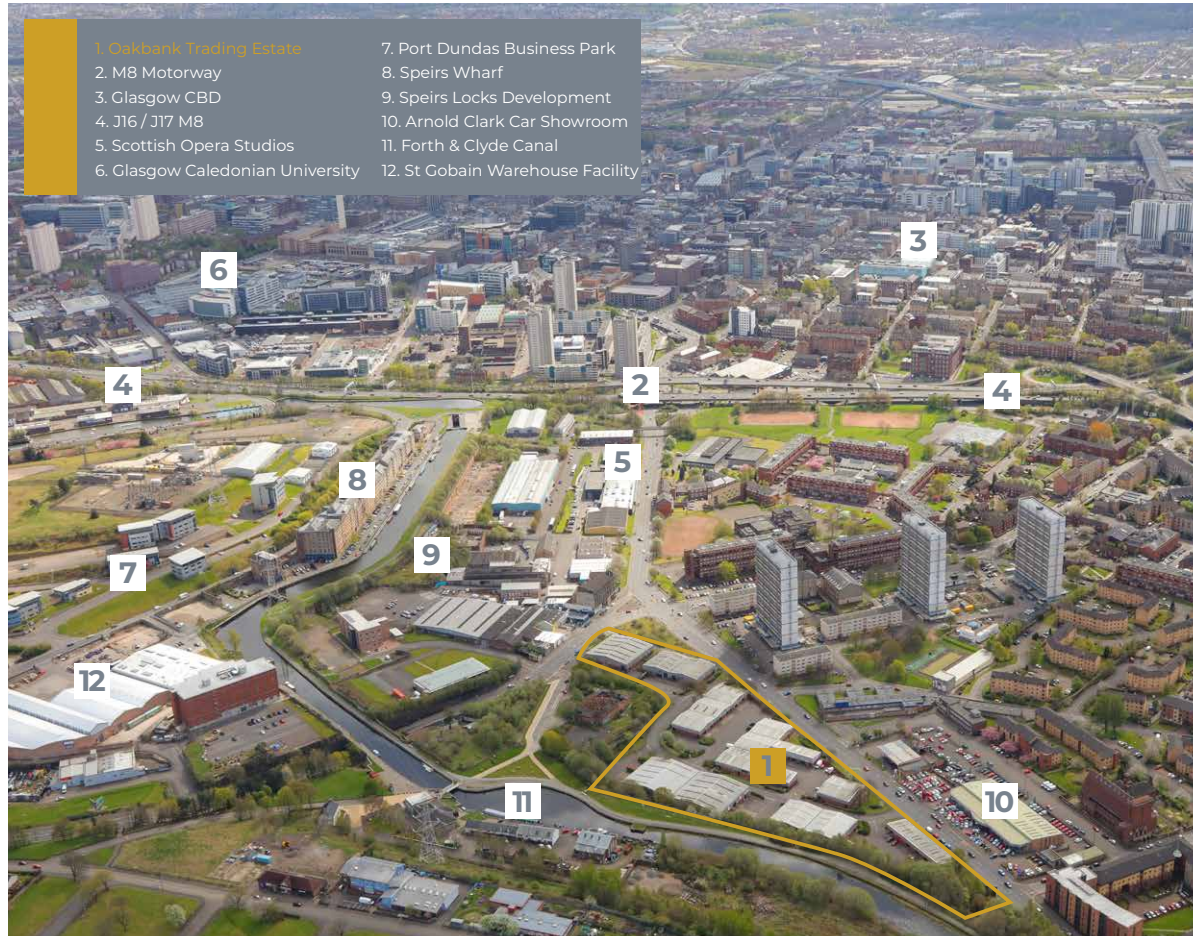 1. Oakbank Trading Estate
2. M8 Motorway
3. Glasgow CBD
4. J16 / J17 M8
5. Scottish Opera Studios
6. Glasgow Caledonian University
7. Port Dundas Business Park
8. Speirs Wharf
9. Speirs Locks Development
10. Arnold Clark Car Showroom
11. Forth & Clyde Canal
12. St Gobain Warehouse Facility
3
6
4
2
4
5
8
9
7
12
1
11
10